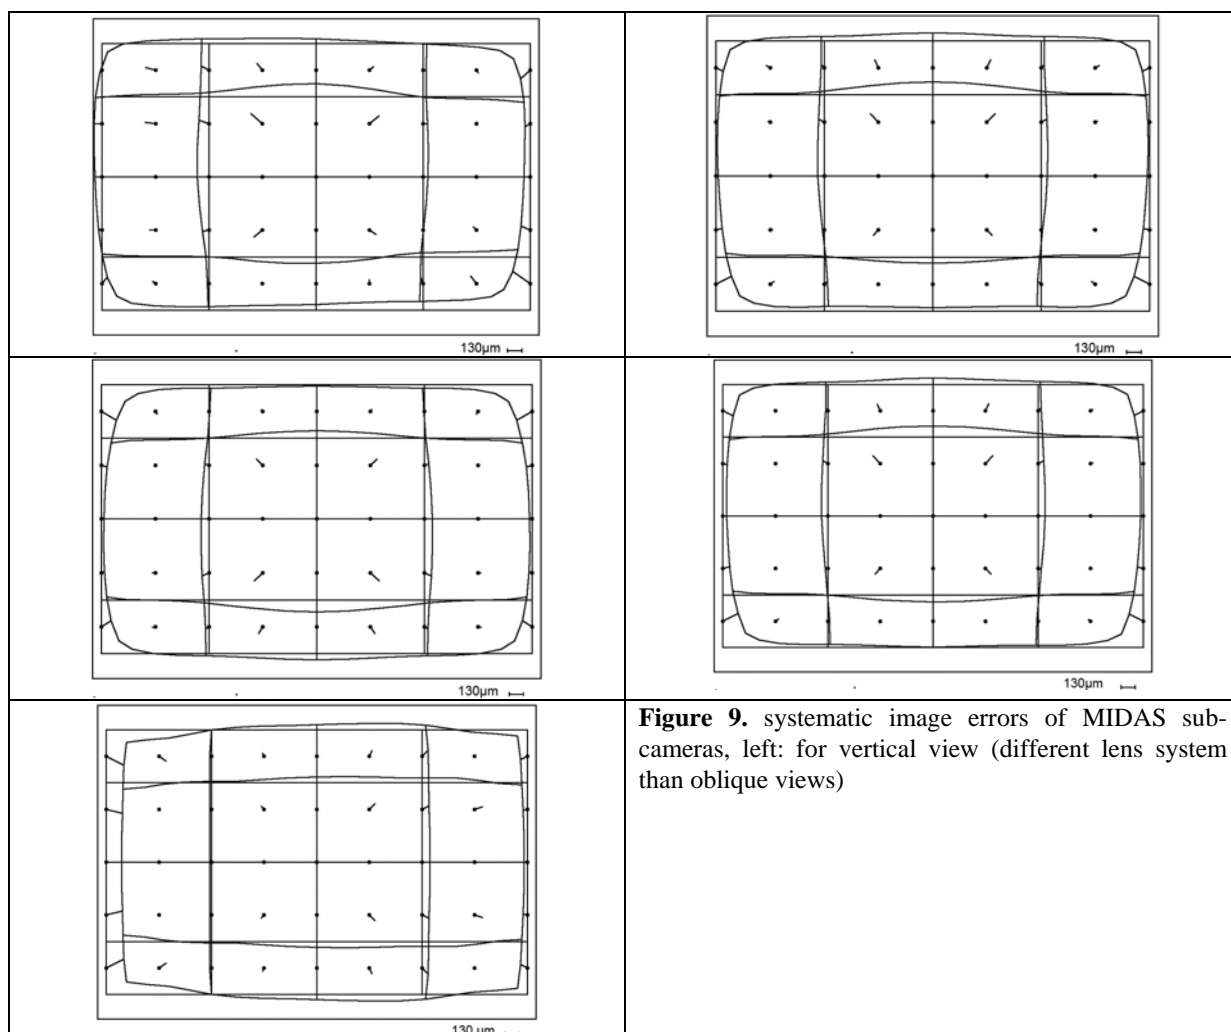 130µm
130µm
130µm
130µm
Figure 9. systematic image errors of MIDAS sub-
cameras, left: for vertical view (different lens system
than oblique views)
130 µm